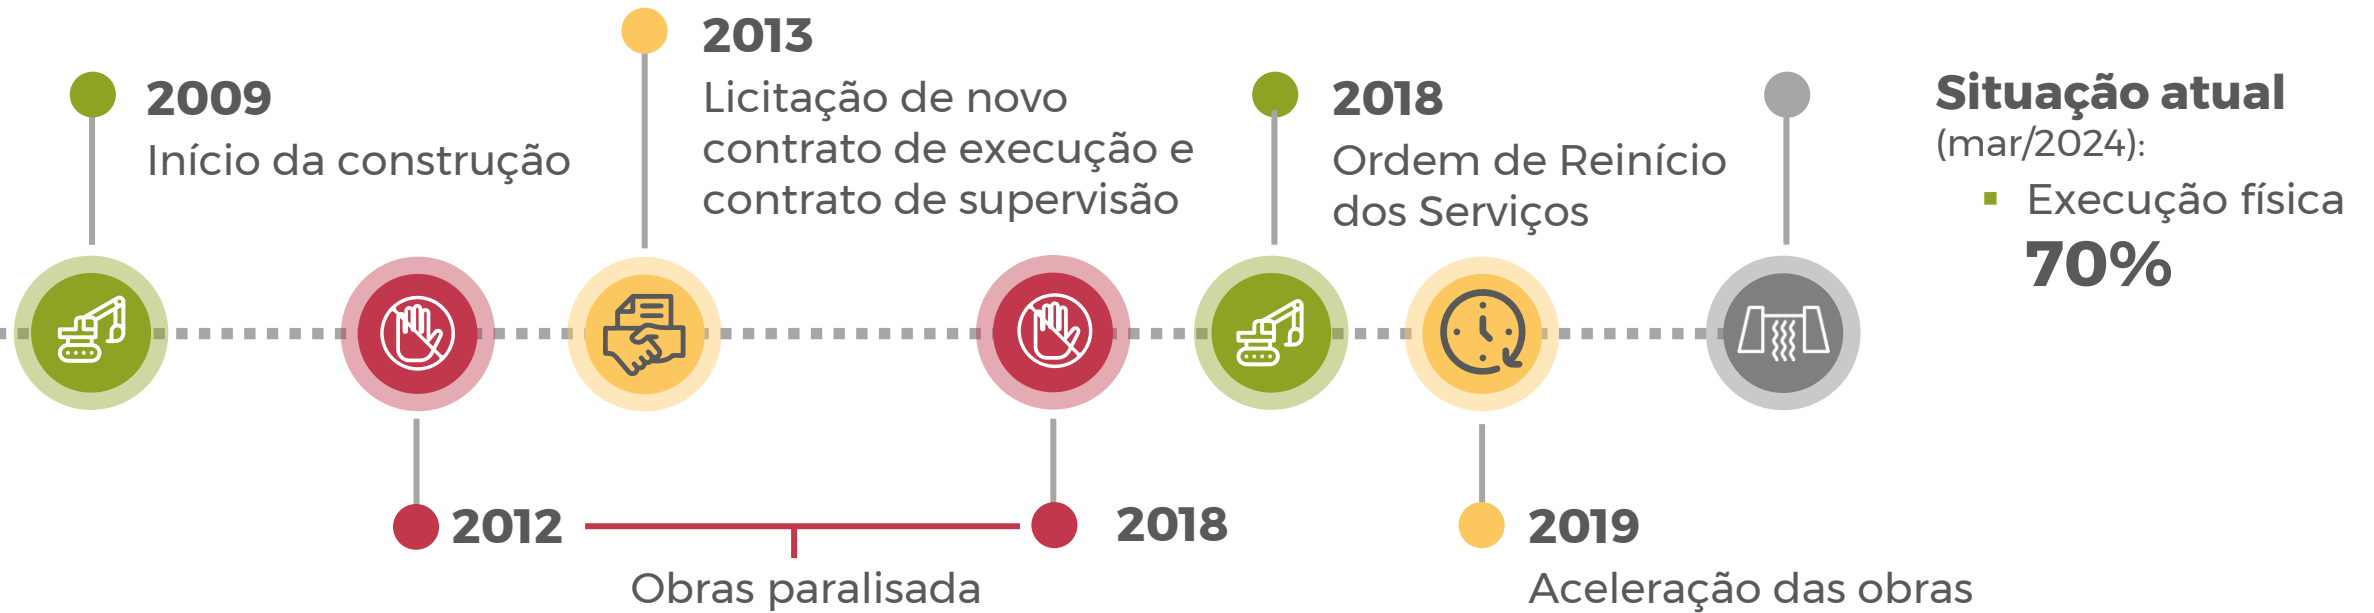 2009
Início da construção
2013
Licitação de novo
contrato de execução e
contrato de supervisão
2018
Ordem de Reinício
dos Serviços
Situação atual
(mar/2024):
▪ Execução física
70%
2012
2018
Obras paralisada
2019
Aceleração das obras